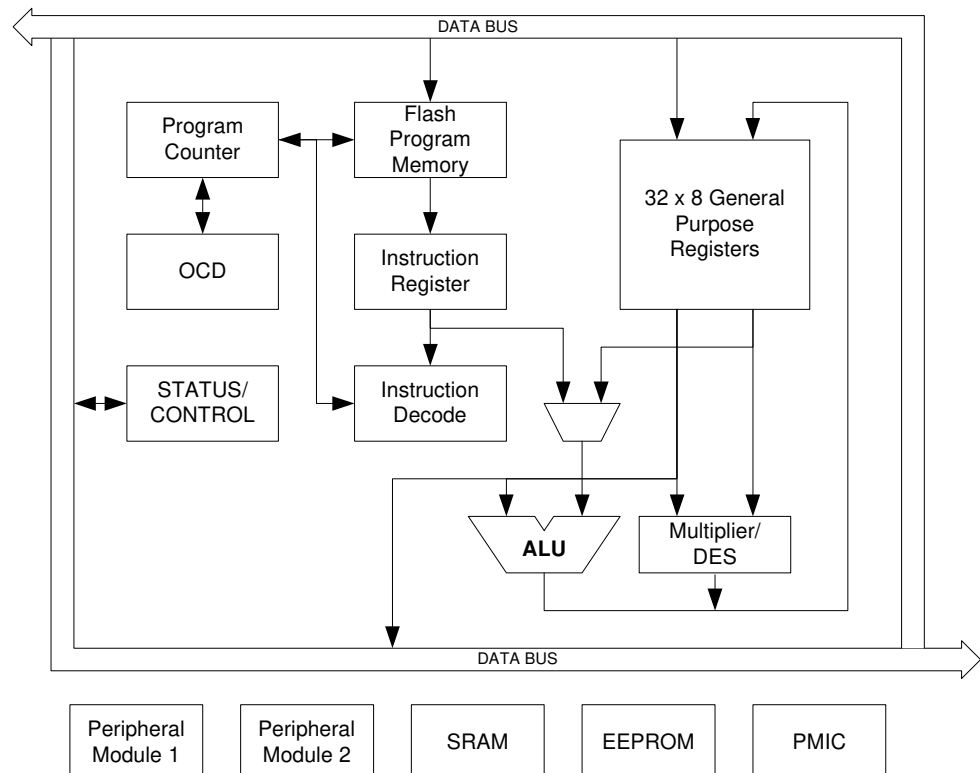 DATA BUS
Program
Counter
Flash
Program
Memory
32 x 8 General
Purpose
Registers
OCD
Instruction
Register
STATUS/
CONTROL
Instruction
Decode
ALU
Multiplier/
DES
DATA BUS
Peripheral
Module 1
Peripheral
Module 2
SRAM
EEPROM
PMIC